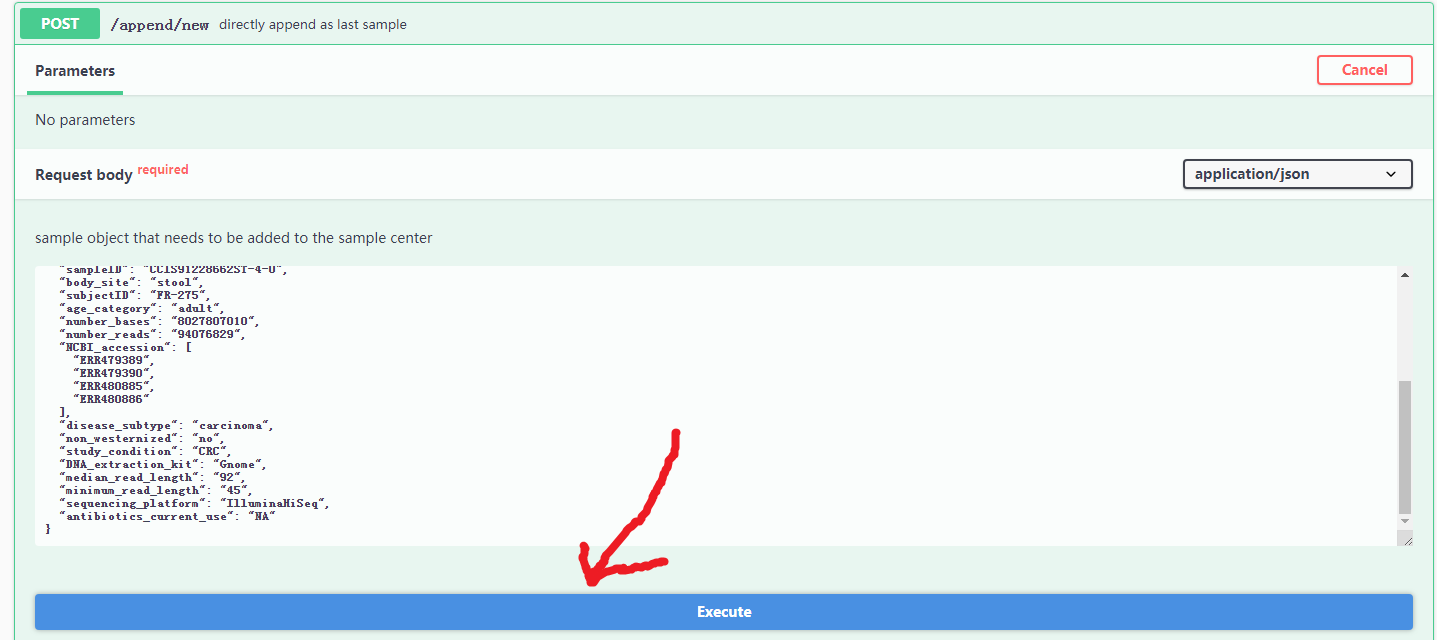 POST /append/new directly append as last sample
Parameters
Cancel
No parameters
Request body required
application/json
sample object that needs to be added to the sample center
"sampleID": "CCIS91228662ST-4-0",
"body_site": "stool",
"subjectID": "FR-275",
"age_category": "adult",
"number_bases": "8027807010",
"number_reads": "94076829",
"NCBI_accession": [
"ERR479389",
"ERR479390",
"ERR480885",
"ERR480886"
],
"disease_subtype": "carcinoma",
"non_westernized": "no",
"study_condition": "CRC",
"DNA_extraction_kit": "Gnome",
"median_read_length": "92",
"minimum_read_length": "45",
"sequencing_platform": "IlluminaHiSeq",
"antibiotics_current_use": "NA"
}
Execute